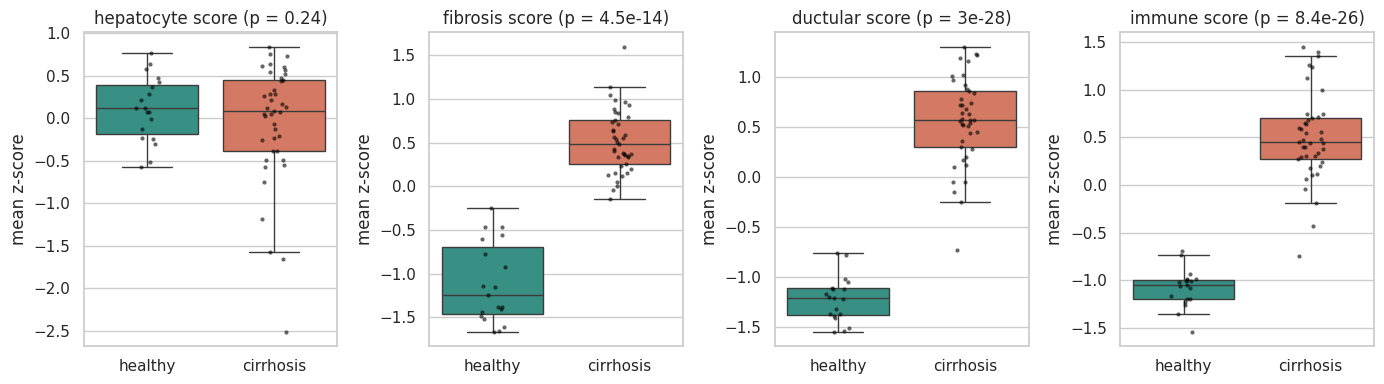 hepatocyte score (p = 0.24)
mean z-score
1.0
0.5
0.0
−0.5
−1.0
−1.5
−2.0
−2.5
healthy
cirrhosis
fibrosis score (p = 4.5e-14)
mean z-score
1.5
1.0
0.5
0.0
−0.5
−1.0
−1.5
healthy
cirrhosis
ductular score (p = 3e-28)
mean z-score
1.0
0.5
0.0
−0.5
−1.0
−1.5
healthy
cirrhosis
immune score (p = 8.4e-26)
mean z-score
1.5
1.0
0.5
0.0
−0.5
−1.0
−1.5
healthy
cirrhosis